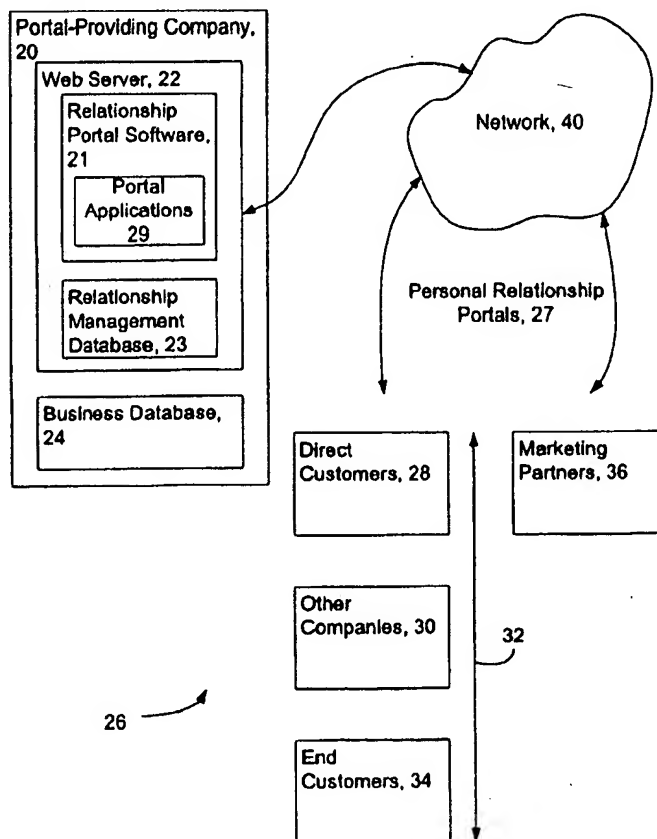 Portal-Providing Company,
20
Web Server, 22
Relationship
Portal Software,
21
Portal
Applications
29
Relationship
Management
Database, 23
Business Database,
24
Network, 40
Personal Relationship
Portals, 27
Direct
Customers, 28
Marketing
Partners, 36
Other
Companies, 30
32
26
End
Customers, 34